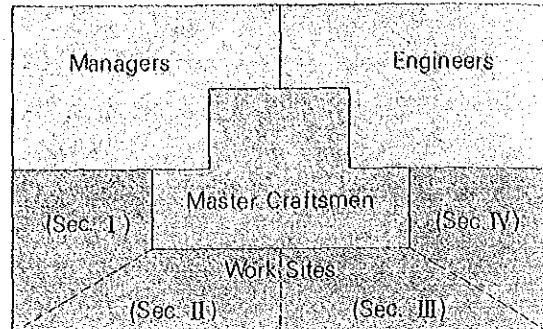 Managers
Engineers
Master Craftsmen
(Sec. I)
(Sec. IV)
Work Sites
(Sec. II)
(Sec. III)